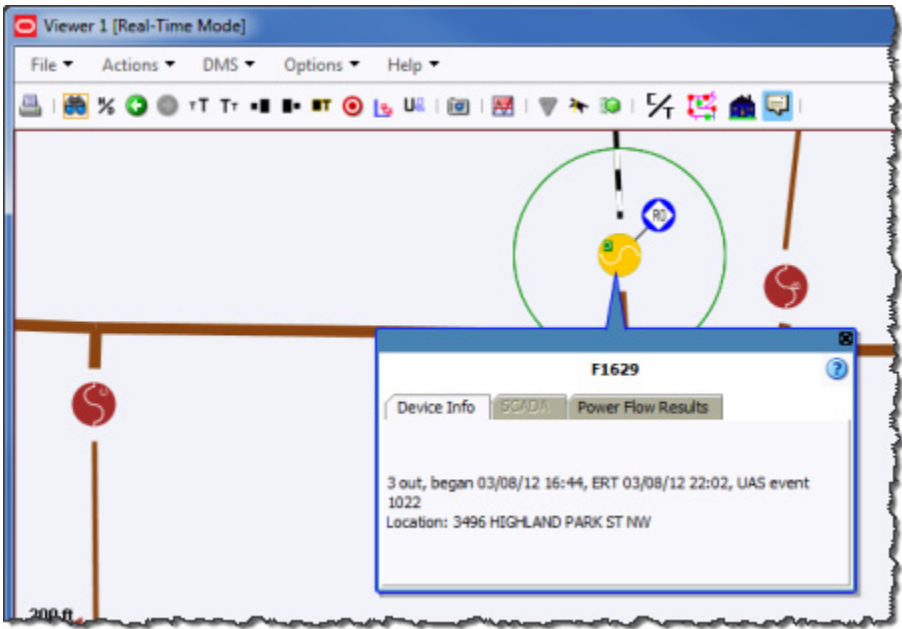 Viewer 1 [Real-Time Mode]
File Actions DMS Options Help
R0
F1629
Device Info SCADA Power Flow Results
3 out, began 03/08/12 16:44, ERT 03/08/12 22:02, UAS event
1022
Location: 3496 HIGHLAND PARK ST NW
200 ft